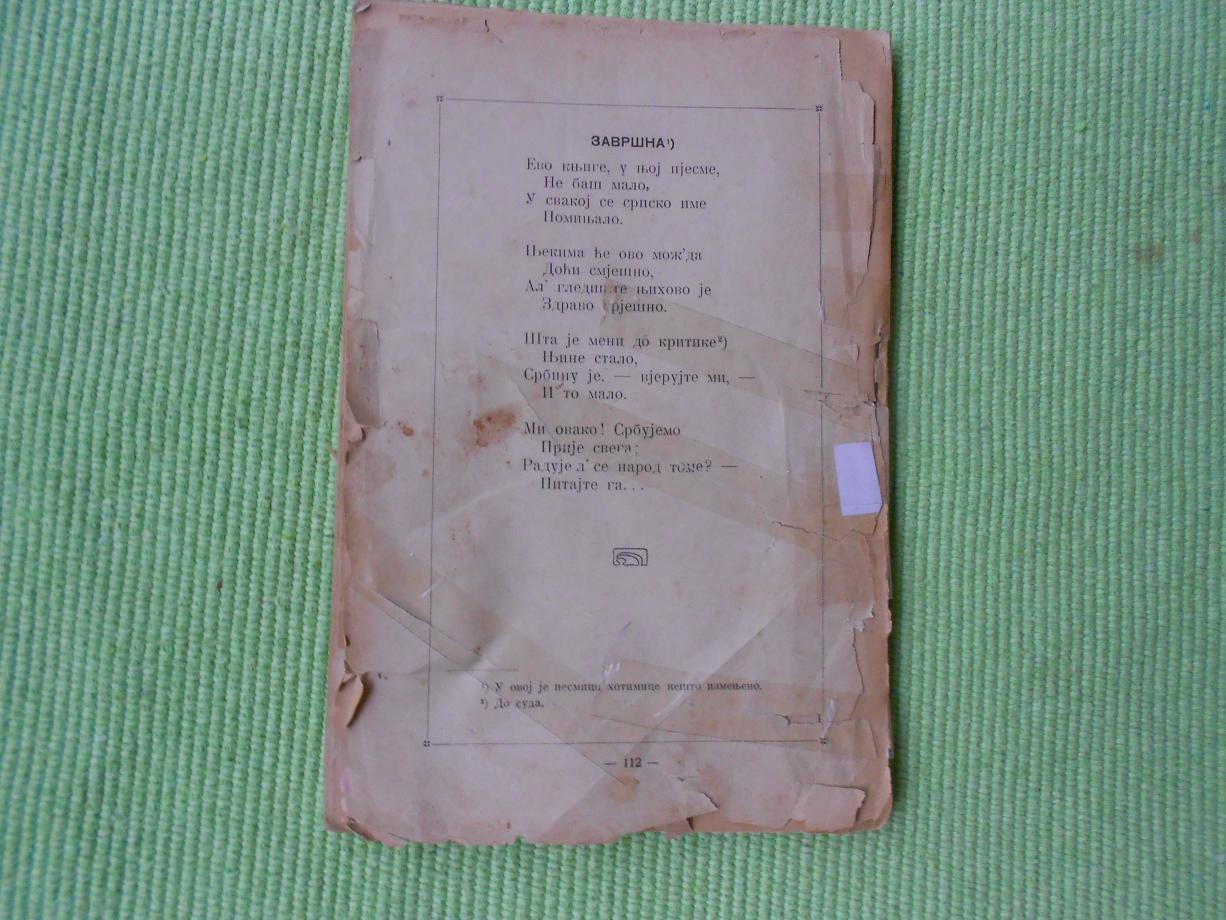 ЗАВРШНА¹)
Ево књиге, у њој пјесме,
Не баш мало,
У свакој се српско име
Помињало.
Њекима ће ово мож'да
Доћи смјешно,
Ал' гледиште њихово је
Здраво грјешно.
Шта је мени до критике²)
Њине стало,
Србину је, — вјерујте ми, —
И то мало.
Ми овако! Србујемо
Прије свега;
Радује л' се народ томе? —
Питајте га...
¹) У овој је песмици хотимице нешто измењено.
²) До суда.
— 112 —